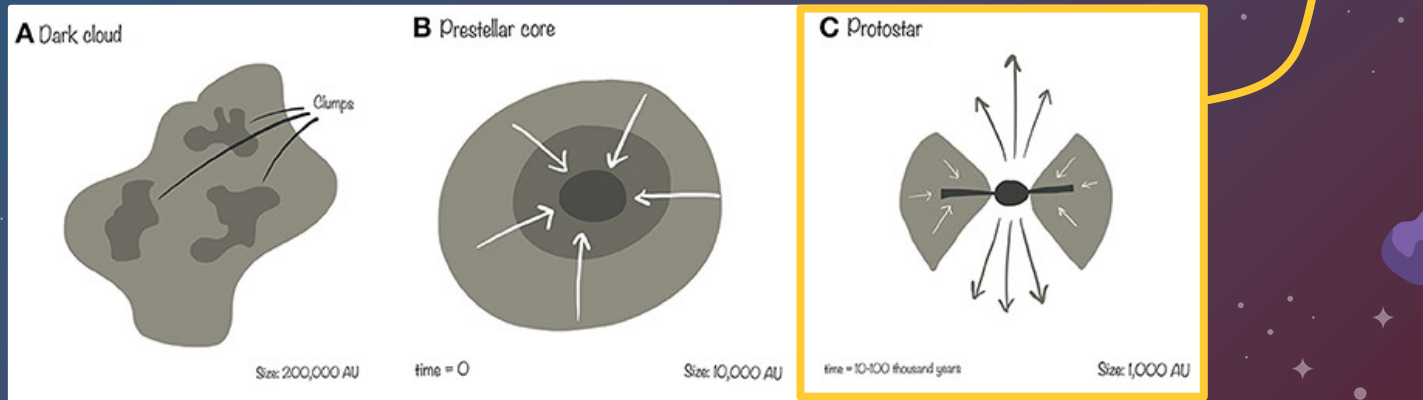 A Dark cloud
Clumps
Size: 200,000 AU
B Prestellar core
time = 0
Size: 10,000 AU
C Protostar
time = 10-100 thousand years
Size: 1,000 AU